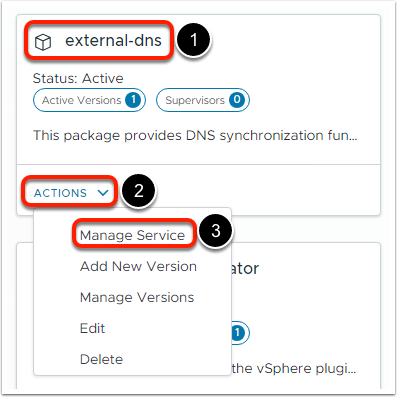 external-dns 1
Status: Active
Active Versions 1 Supervisors 0
This package provides DNS synchronization fun...
ACTIONS 2
Manage Service 3
Add New Version
ator
Manage Versions
Edit
1
Delete
the vSphere plugi...